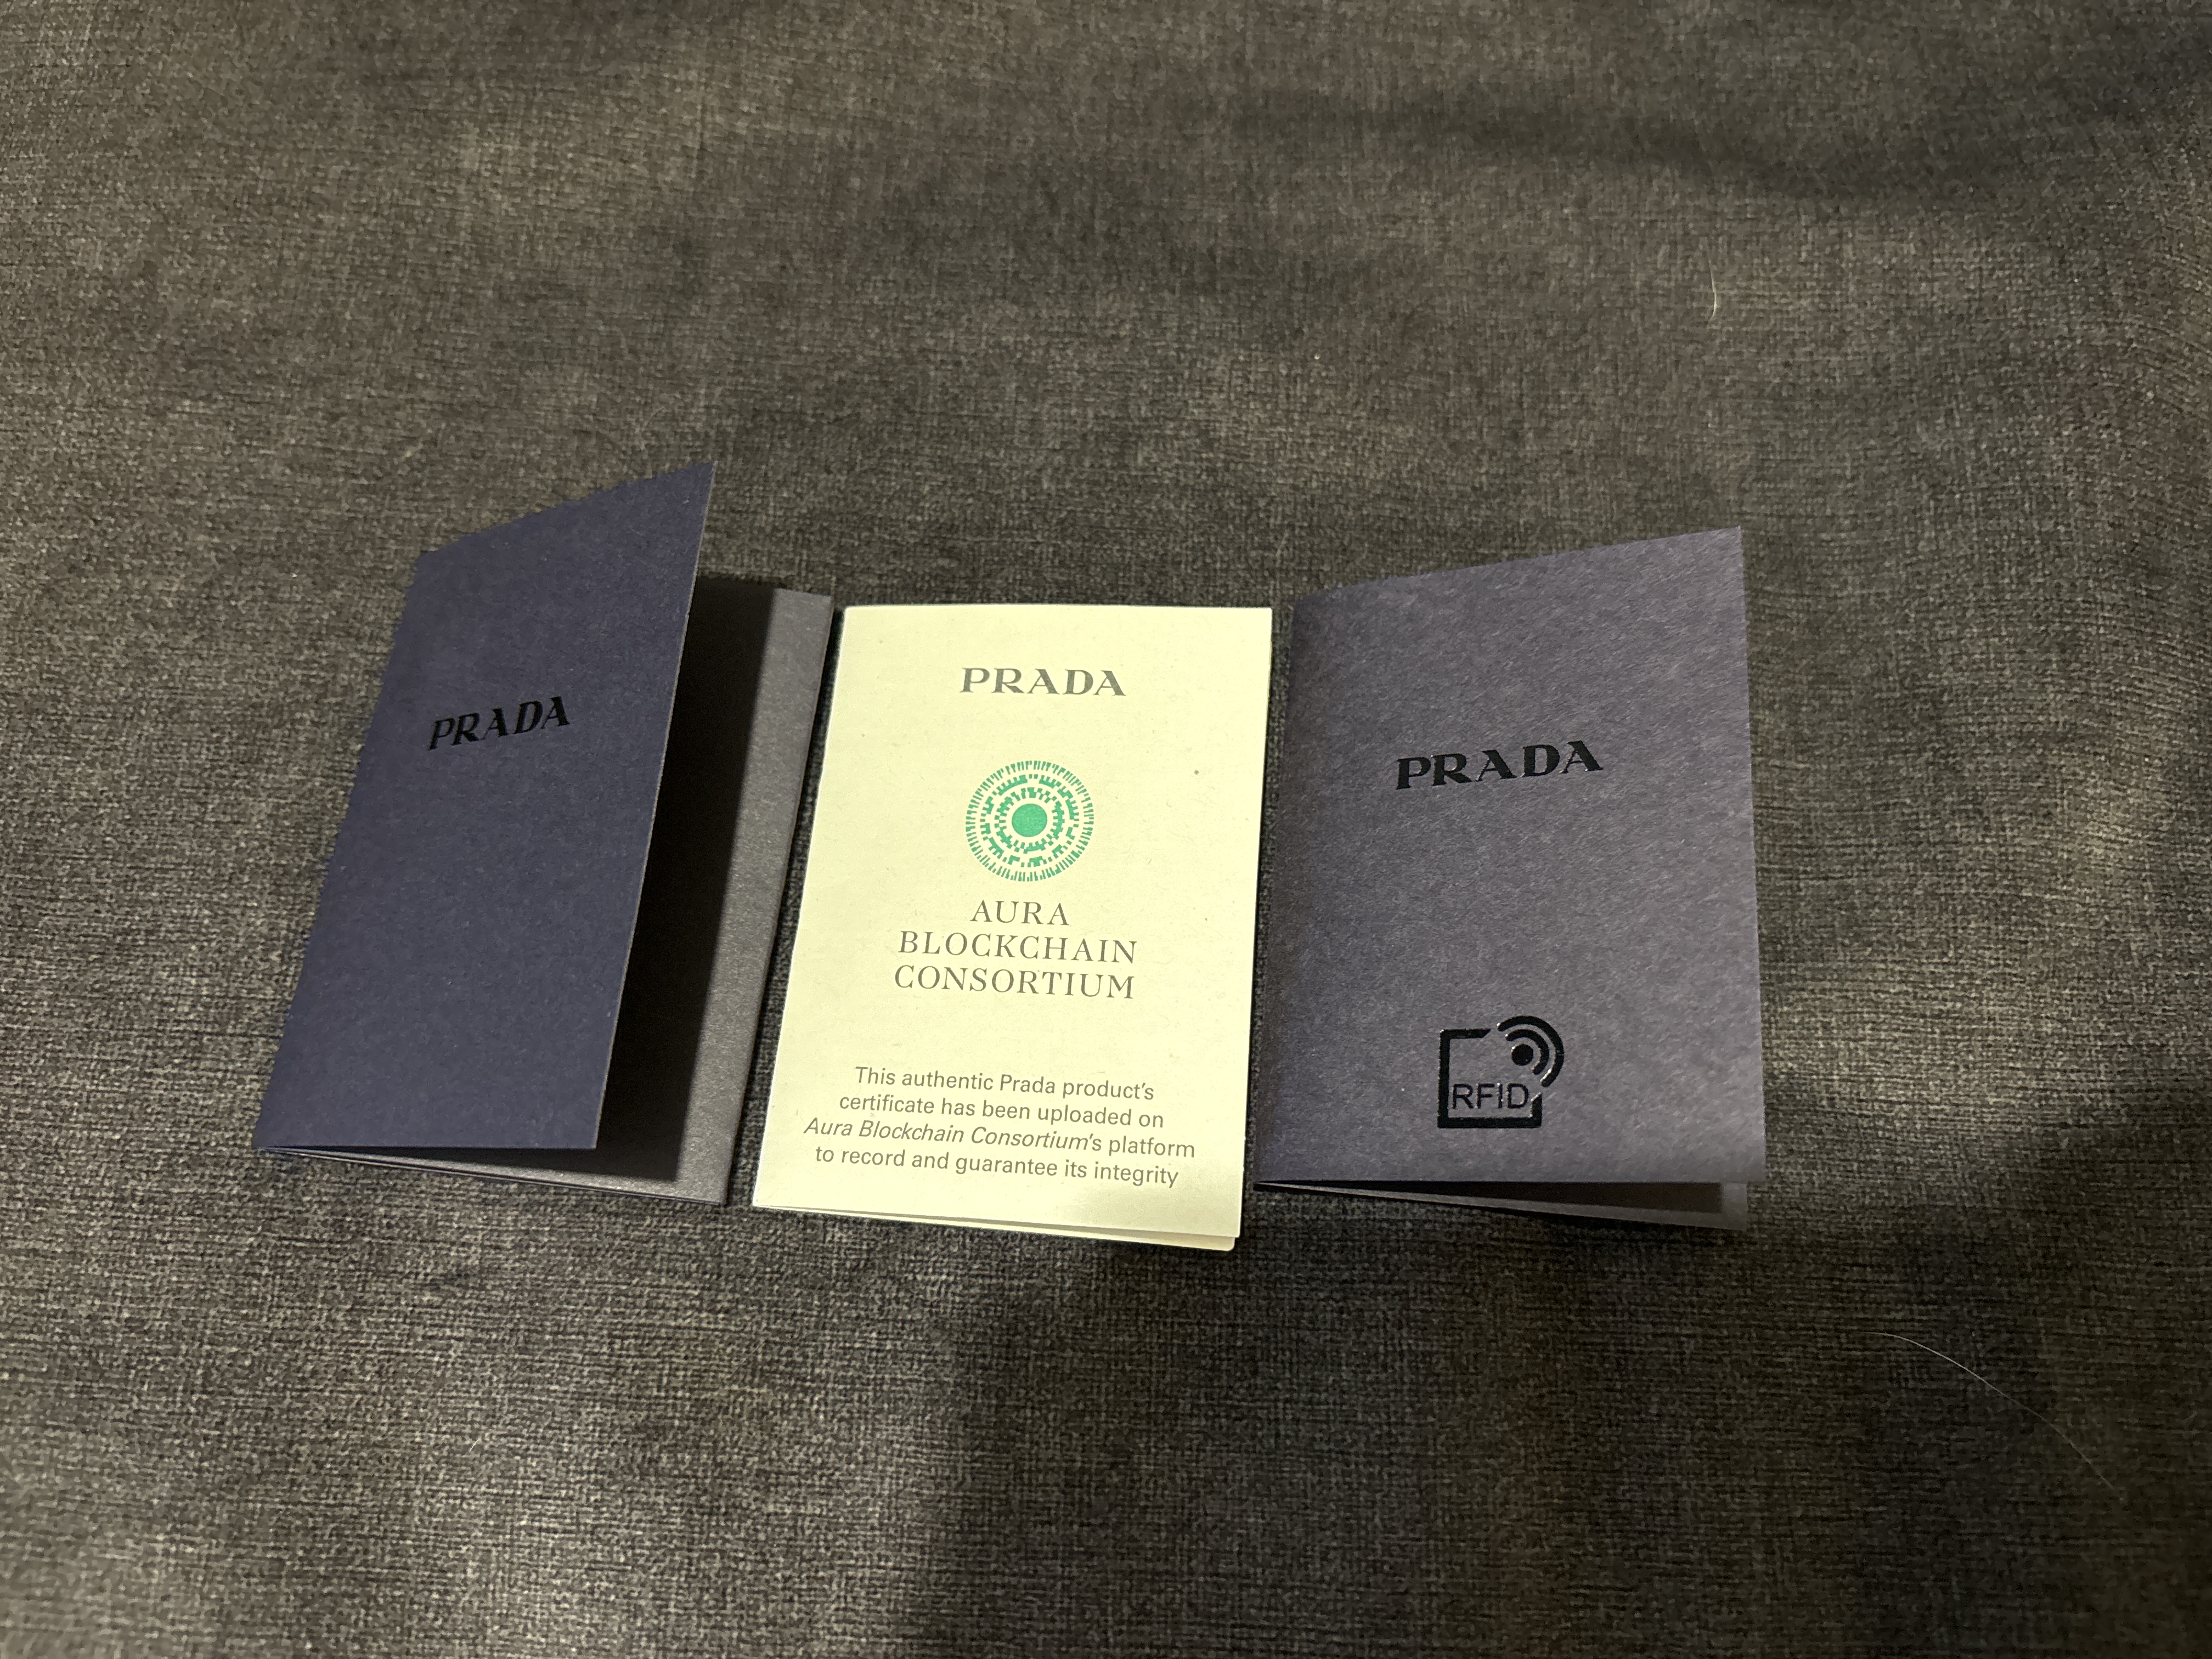 PRADA
PRADA
AURA
BLOCKCHAIN
CONSORTIUM
This authentic Prada product's
certificate has been uploaded on
Aura Blockchain Consortium's platform
to record and guarantee its integrity
PRADA
RFID